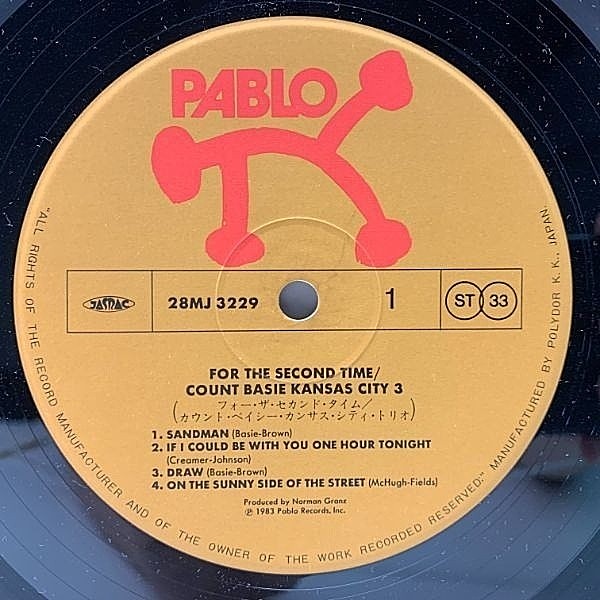 PABLO
JASRAC
28MJ 3229
1
ST 33
FOR THE SECOND TIME/
COUNT BASIE KANSAS CITY 3
(フォー・ザ・セカンド・タイム/
カウント・ベイシー・カンサス・シティ・トリオ)
1. SANDMAN (Basie-Brown)
2. IF I COULD BE WITH YOU ONE HOUR TONIGHT
(Creamer-Johnson)
3. DRAW (Basie-Brown)
4. ON THE SUNNY SIDE OF THE STREET (McHugh-Fields)
Produced by Norman Granz
℗ 1983 Pablo Records, Inc.
"ALL RIGHTS OF THE RECORD MANUFACTURER AND OF THE OWNER OF THE WORK RECORDED RESERVED." MANUFACTURED BY POLYDOR K. K., JAPAN.